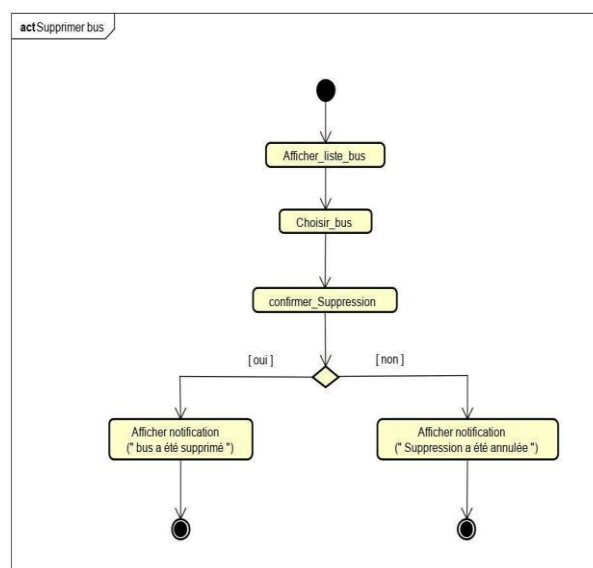 act Supprimer bus
Afficher_liste_bus
Choisir_bus
confirmer_Suppression
[ oui ]
[ non ]
Afficher notification
(" bus a été supprimé ")
Afficher notification
(" Suppression a été annulée ")